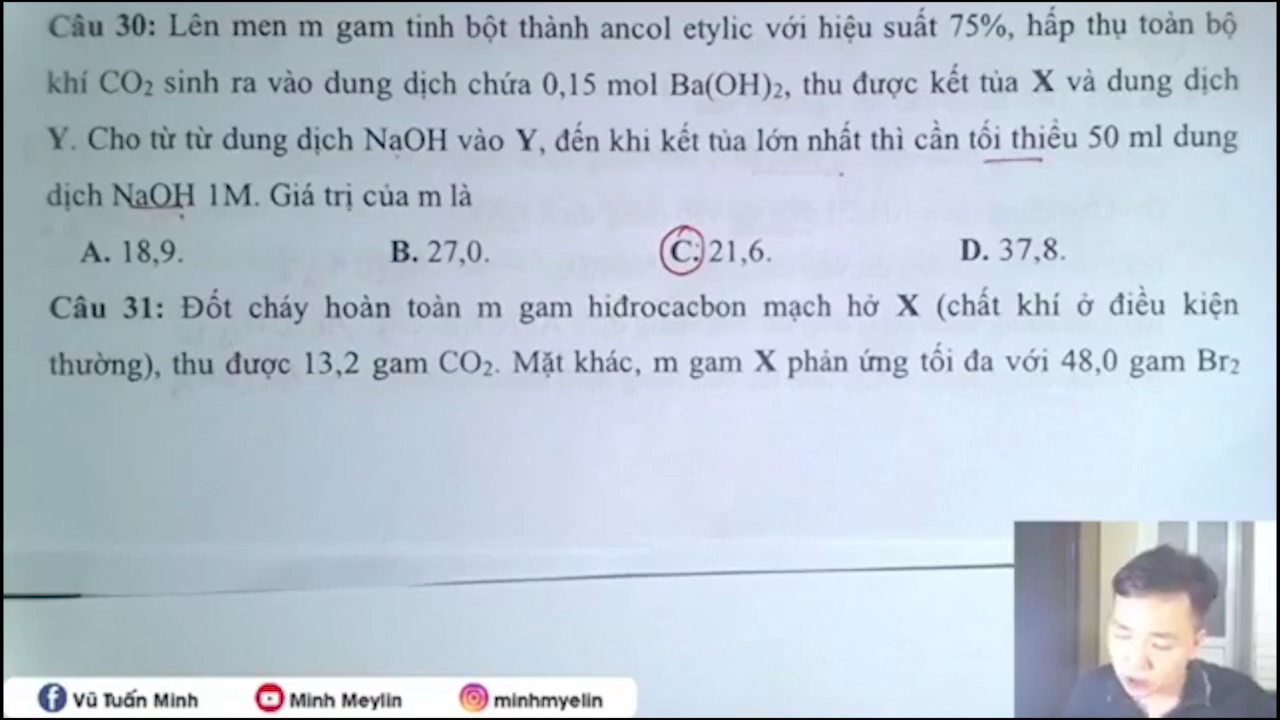 Câu 30: Lên men m gam tinh bột thành ancol etylic với hiệu suất 75%, hấp thụ toàn bộ
khí CO₂ sinh ra vào dung dịch chứa 0,15 mol Ba(OH)₂, thu được kết tủa X và dung dịch
Y. Cho từ từ dung dịch NaOH vào Y, đến khi kết tủa lớn nhất thì cần tối thiểu 50 ml dung
dịch NaOH 1M. Giá trị của m là
A. 18,9. B. 27,0. C. 21,6. D. 37,8.
Câu 31: Đốt cháy hoàn toàn m gam hiđrocacbon mạch hở X (chất khí ở điều kiện
thường), thu được 13,2 gam CO₂. Mặt khác, m gam X phản ứng tối đa với 48,0 gam Br₂
Vũ Tuấn Minh Minh Meylin minhmyelin